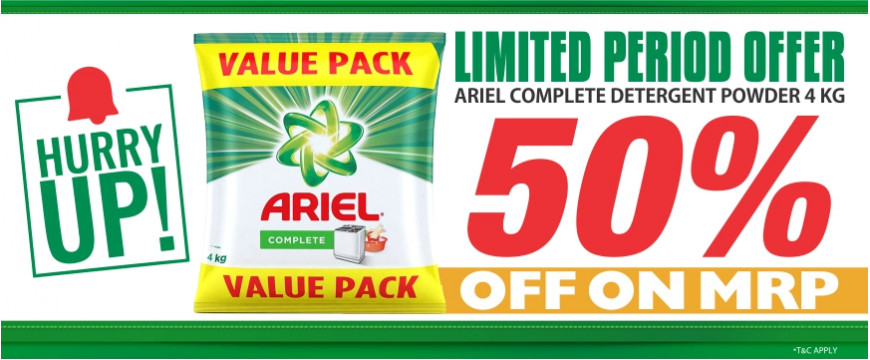 HURRY
UP!
VALUE PACK
ARIEL
COMPLETE
4 kg
VALUE PACK
LIMITED PERIOD OFFER
ARIEL COMPLETE DETERGENT POWDER 4 KG
50%
OFF ON MRP
*T&C APPLY